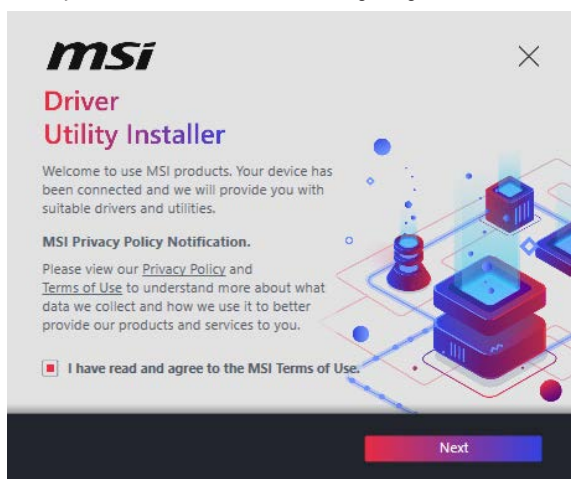 msi
Driver
Utility Installer
Welcome to use MSI products. Your device has
been connected and we will provide you with
suitable drivers and utilities.
MSI Privacy Policy Notification.
Please view our Privacy Policy and
Terms of Use to understand more about what
data we collect and how we use it to better
provide our products and services to you.
I have read and agree to the MSI Terms of Use.
Next